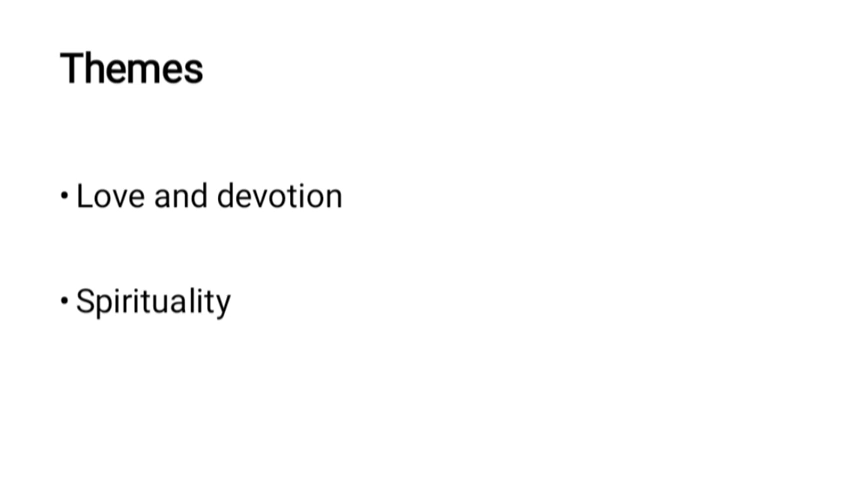 Themes
• Love and devotion
• Spirituality